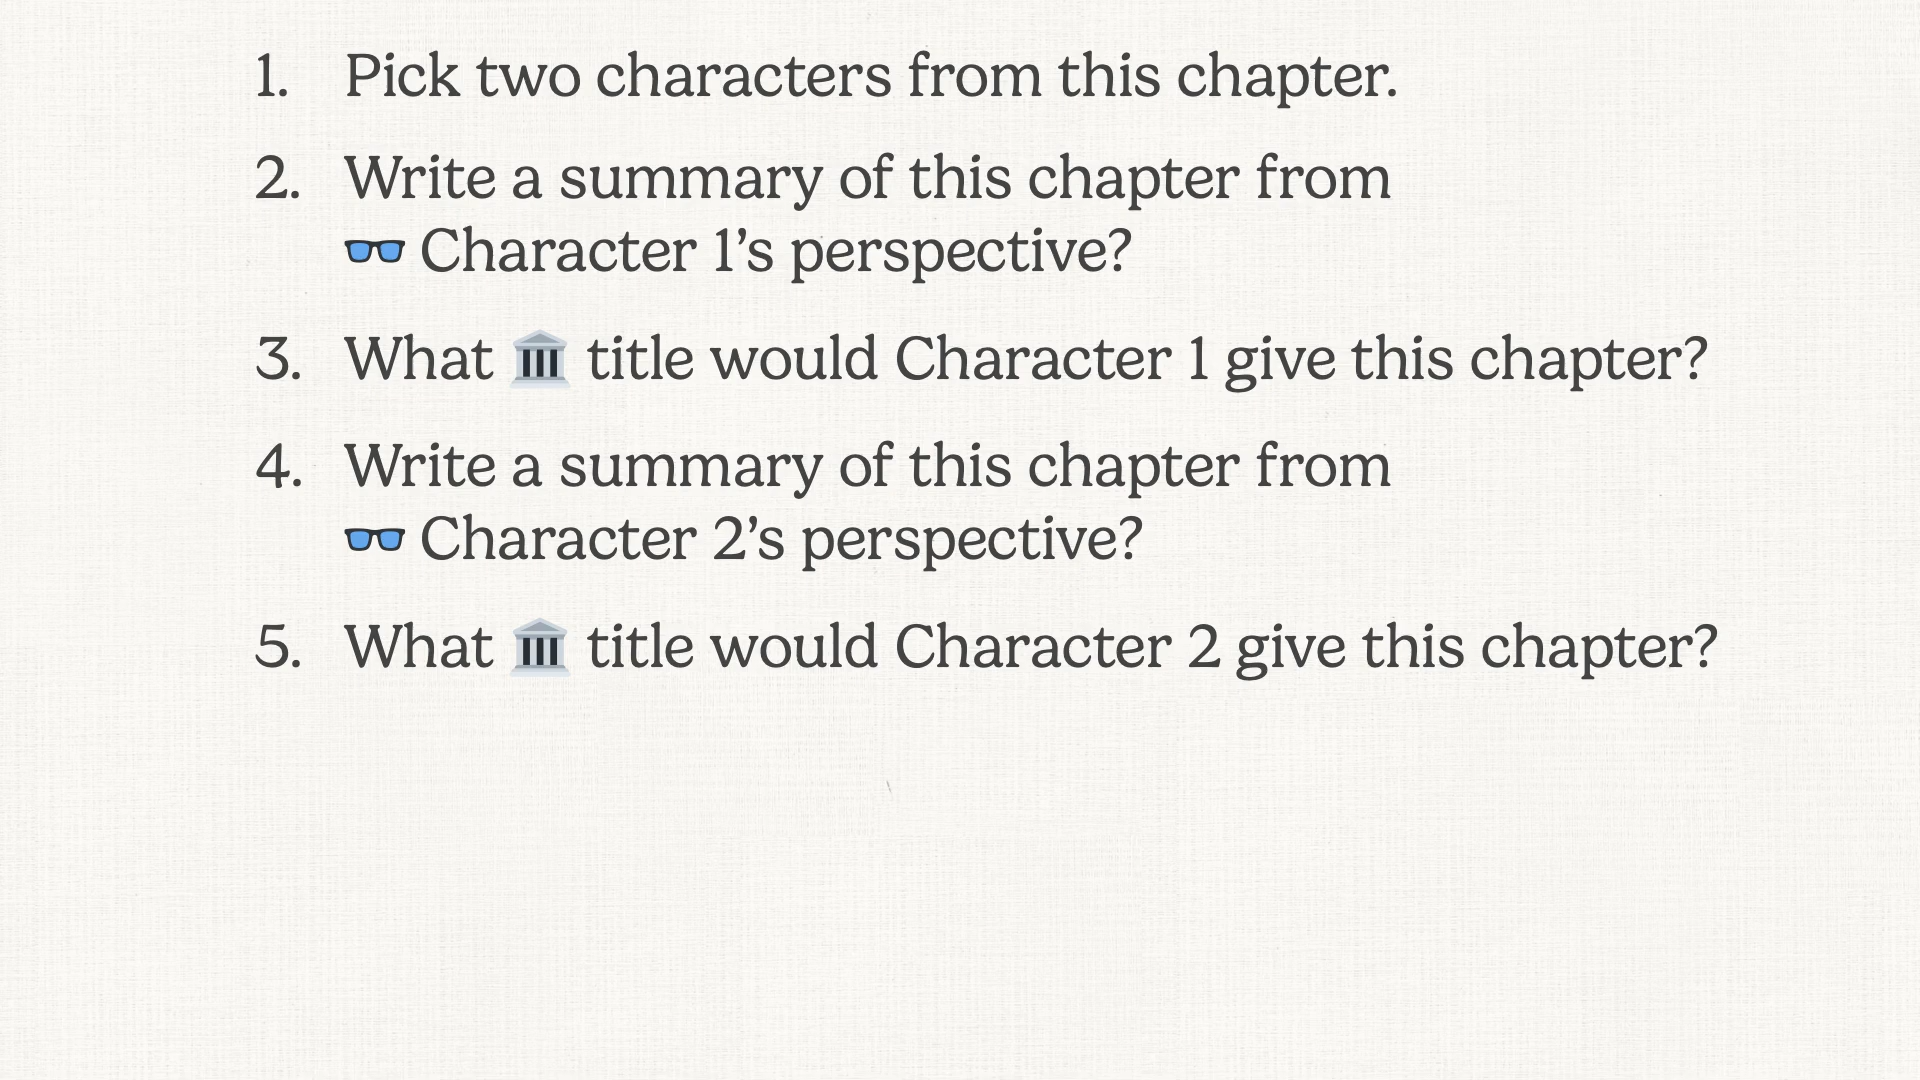 1. Pick two characters from this chapter.
2. Write a summary of this chapter from
👓 Character 1’s perspective?
3. What 🏛️ title would Character 1 give this chapter?
4. Write a summary of this chapter from
👓 Character 2’s perspective?
5. What 🏛️ title would Character 2 give this chapter?